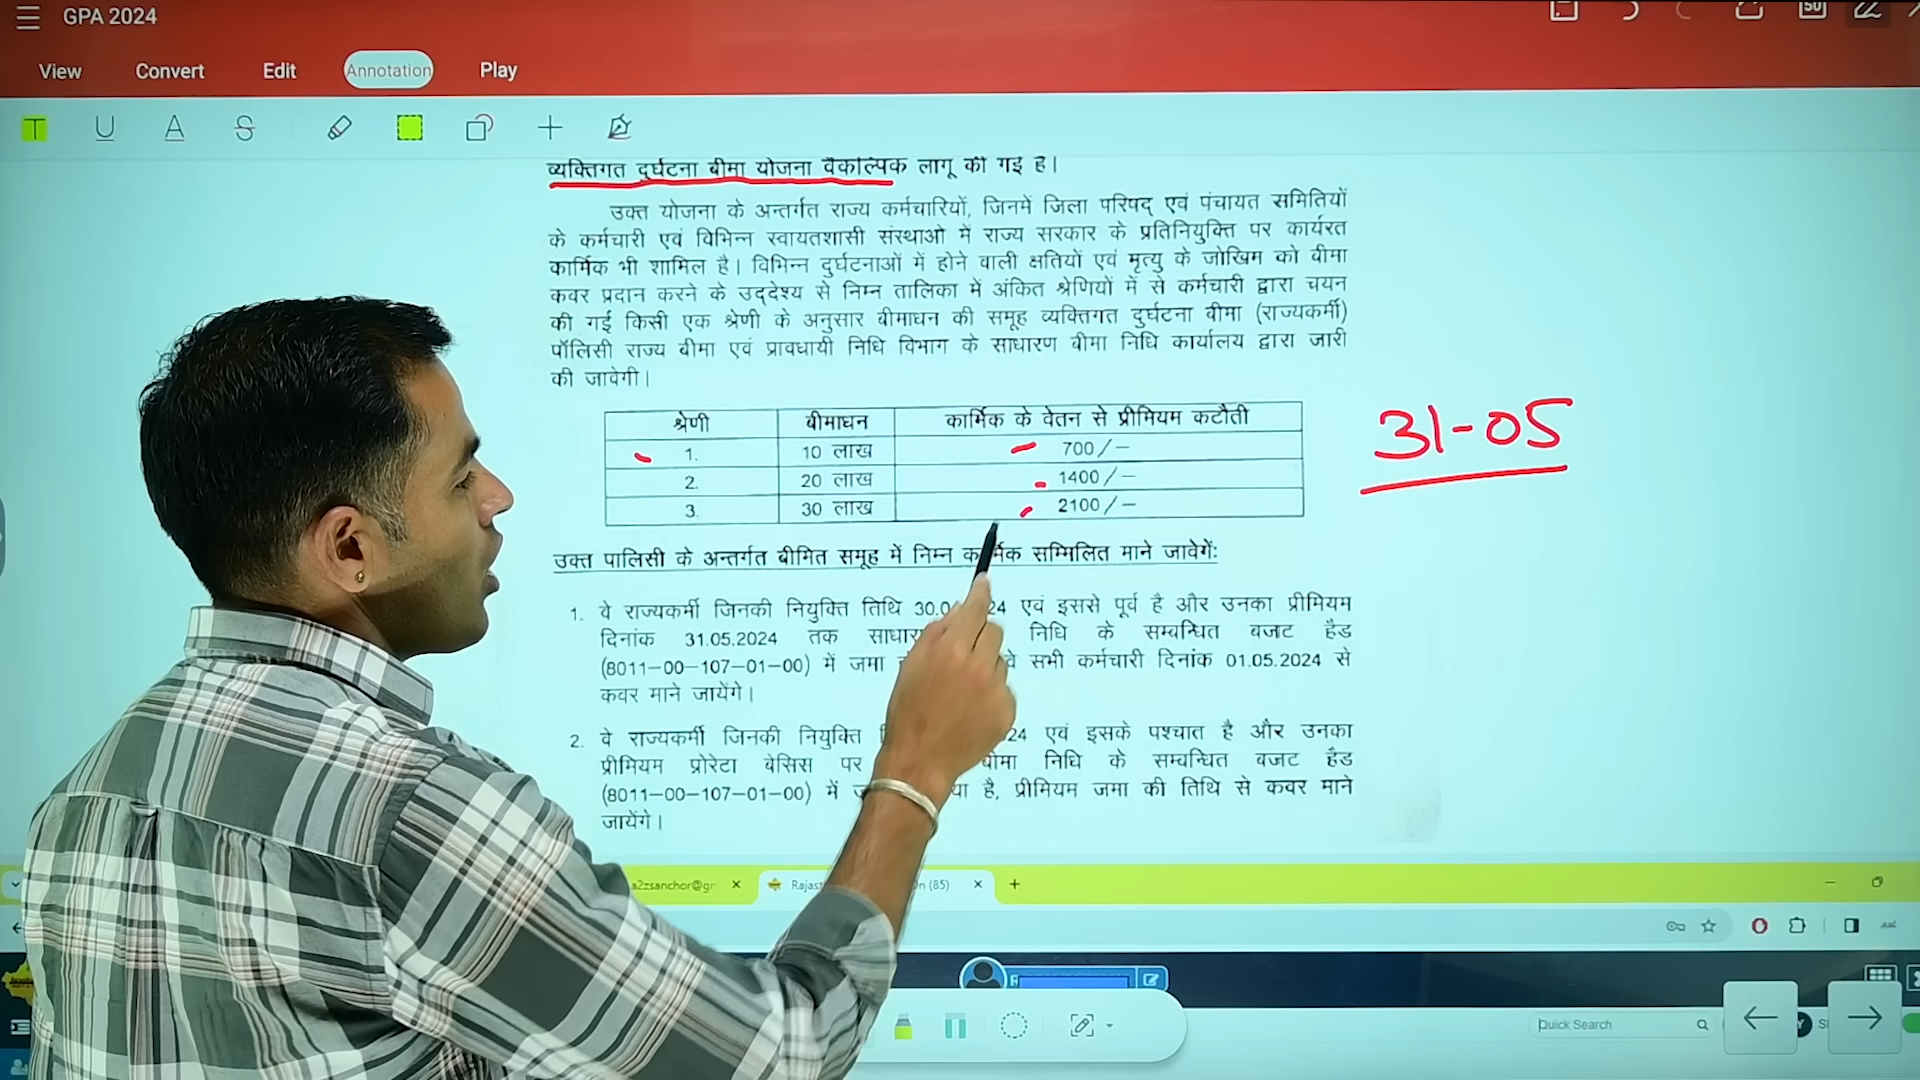 GPA 2024
50
View Convert Edit Annotation Play
T U A S
व्यक्तिगत दुर्घटना बीमा योजना वैकल्पिक लागू की गई है।
उक्त योजना के अन्तर्गत राज्य कर्मचारियों, जिनमें जिला परिषद् एवं पंचायत समितियों
के कर्मचारी एवं विभिन्न स्वायतशासी संस्थाओ में राज्य सरकार के प्रतिनियुक्ति पर कार्यरत
कार्मिक भी शामिल है। विभिन्न दुर्घटनाओं में होने वाली क्षतियों एवं मृत्यु के जोखिम को बीमा
कवर प्रदान करने के उद्देश्य से निम्न तालिका में अंकित श्रेणियों में से कर्मचारी द्वारा चयन
की गई किसी एक श्रेणी के अनुसार बीमाधन की समूह व्यक्तिगत दुर्घटना बीमा (राज्यकर्मी)
पॉलिसी राज्य बीमा एवं प्रावधायी निधि विभाग के साधारण बीमा निधि कार्यालय द्वारा जारी
की जावेगी।
श्रेणी बीमाधन कार्मिक के वेतन से प्रीमियम कटौती
1. 10 लाख 700/–
2. 20 लाख 1400/–
3. 30 लाख 2100/–
31-05
उक्त पालिसी के अन्तर्गत बीमित समूह में निम्न सम्मिलित माने जावेगें:
1. वे राज्यकर्मी जिनकी नियुक्ति तिथि 30.0 24 एवं इससे पूर्व है और उनका प्रीमियम
दिनांक 31.05.2024 तक निधि के सम्बन्धित बजट हैड
(8011–00–107–01–00) में जमा वे सभी कर्मचारी दिनांक 01.05.2024 से
कवर माने जायेंगे।
2. वे राज्यकर्मी जिनकी नियुक्ति 24 एवं इसके पश्चात है और उनका
प्रीमियम प्रोरेटा बेसिस पर बीमा निधि के सम्बन्धित बजट हैड
(8011–00–107–01–00) में है, प्रीमियम जमा की तिथि से कवर माने
जायेंगे।
a2zsanchor@gr Rajast (85)
Quick Search